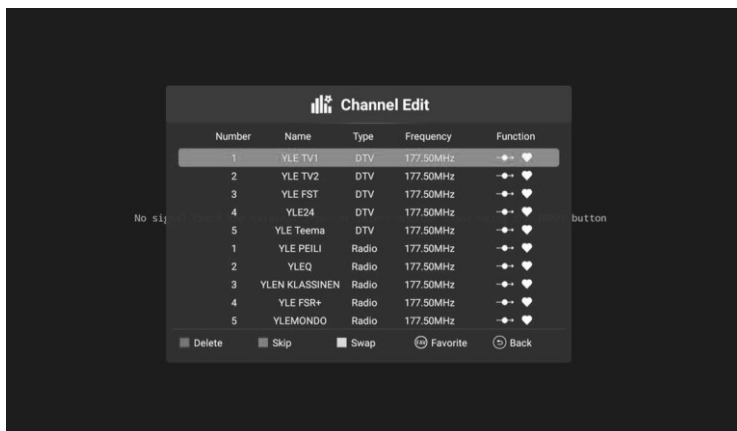 Channel Edit
Number Name Type Frequency Function
1 YLE TV1 DTV 177.50MHz
2 YLE TV2 DTV 177.50MHz
3 YLE FST DTV 177.50MHz
4 YLE24 DTV 177.50MHz
No sig button
5 YLE Teema DTV 177.50MHz
1 YLE PEILI Radio 177.50MHz
2 YLEQ Radio 177.50MHz
3 YLEN KLASSINEN Radio 177.50MHz
4 YLE FSR+ Radio 177.50MHz
5 YLEMONDO Radio 177.50MHz
Delete Skip Swap FAV Favorite Back